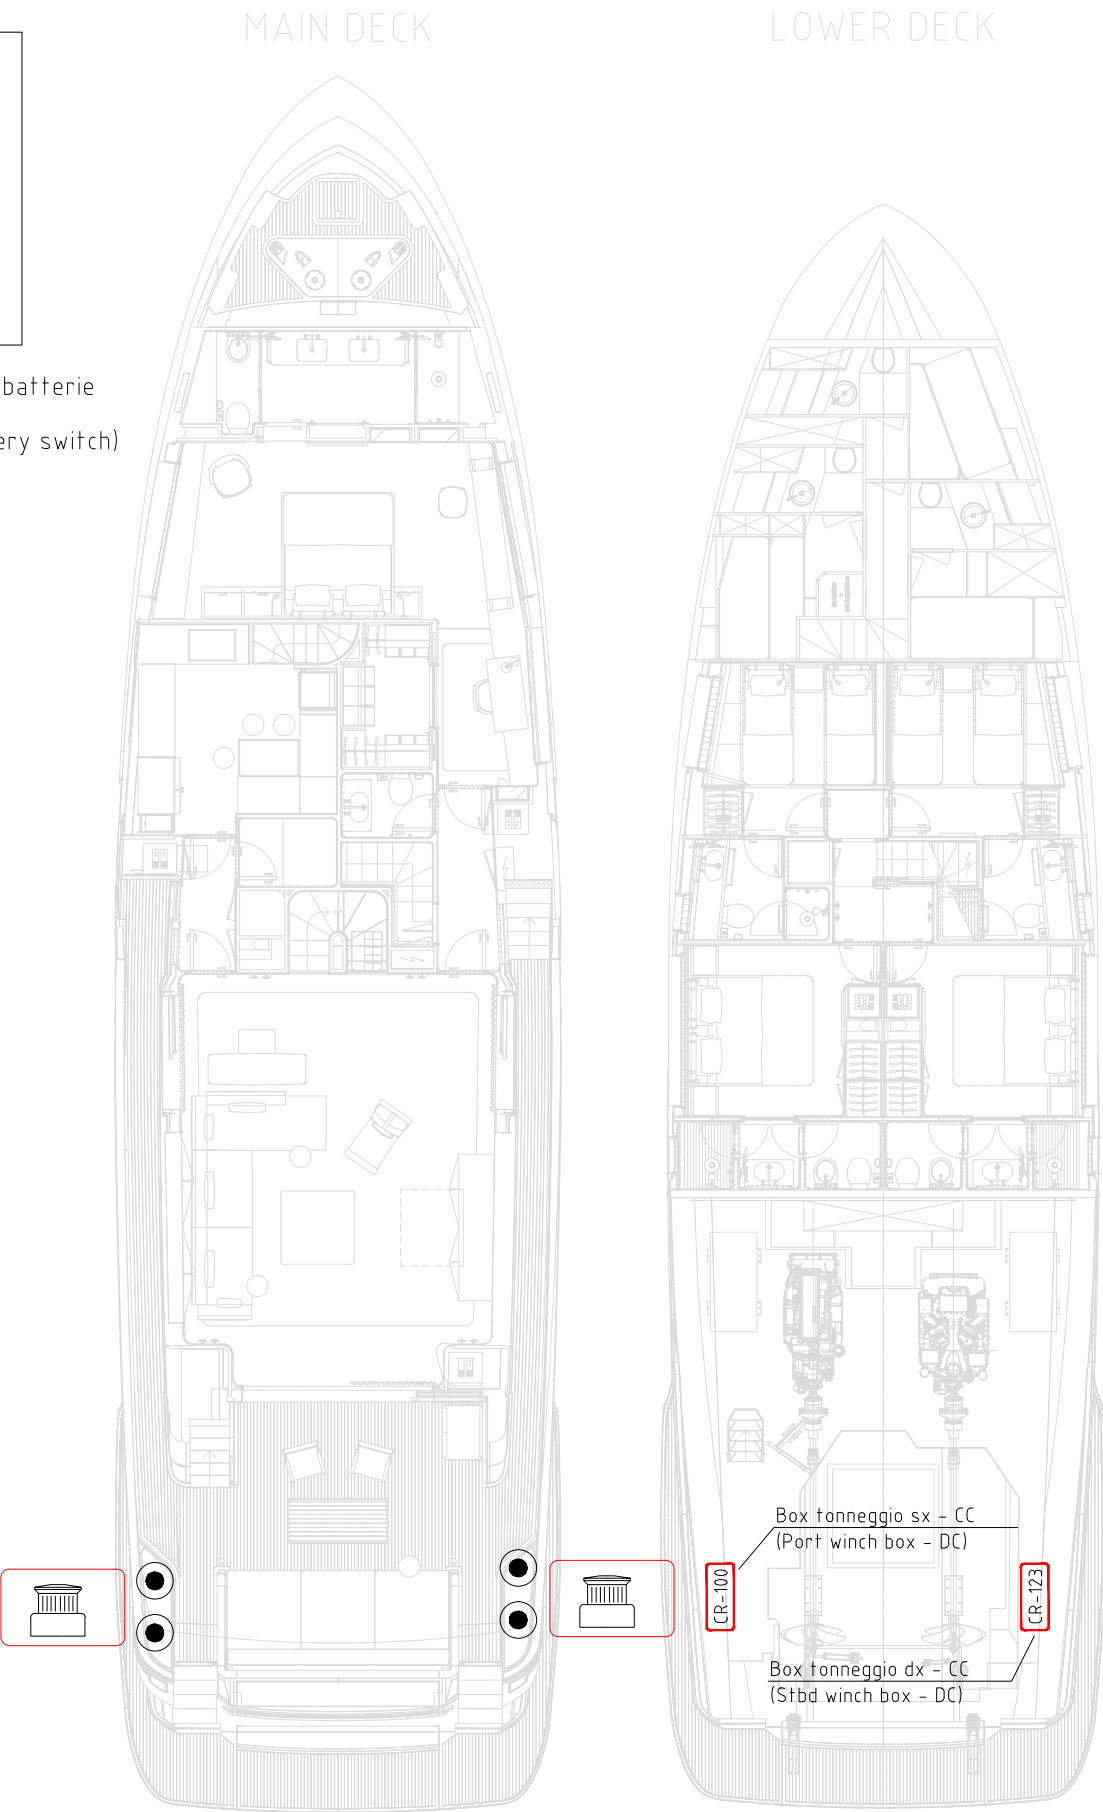 MAIN DECK
LOWER DECK
batterie
ery switch)
Box tonneggio sx - CC
(Port winch box - DC)
CR-100
CR-123
Box tonneggio dx - CC
(Stbd winch box - DC)